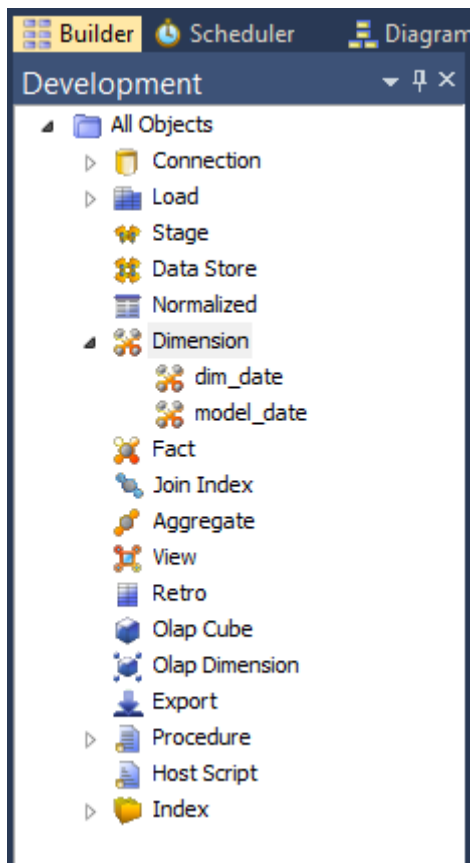 Builder Scheduler Diagram
Development
All Objects
Connection
Load
Stage
Data Store
Normalized
Dimension
dim_date
model_date
Fact
Join Index
Aggregate
View
Retro
Olap Cube
Olap Dimension
Export
Procedure
Host Script
Index